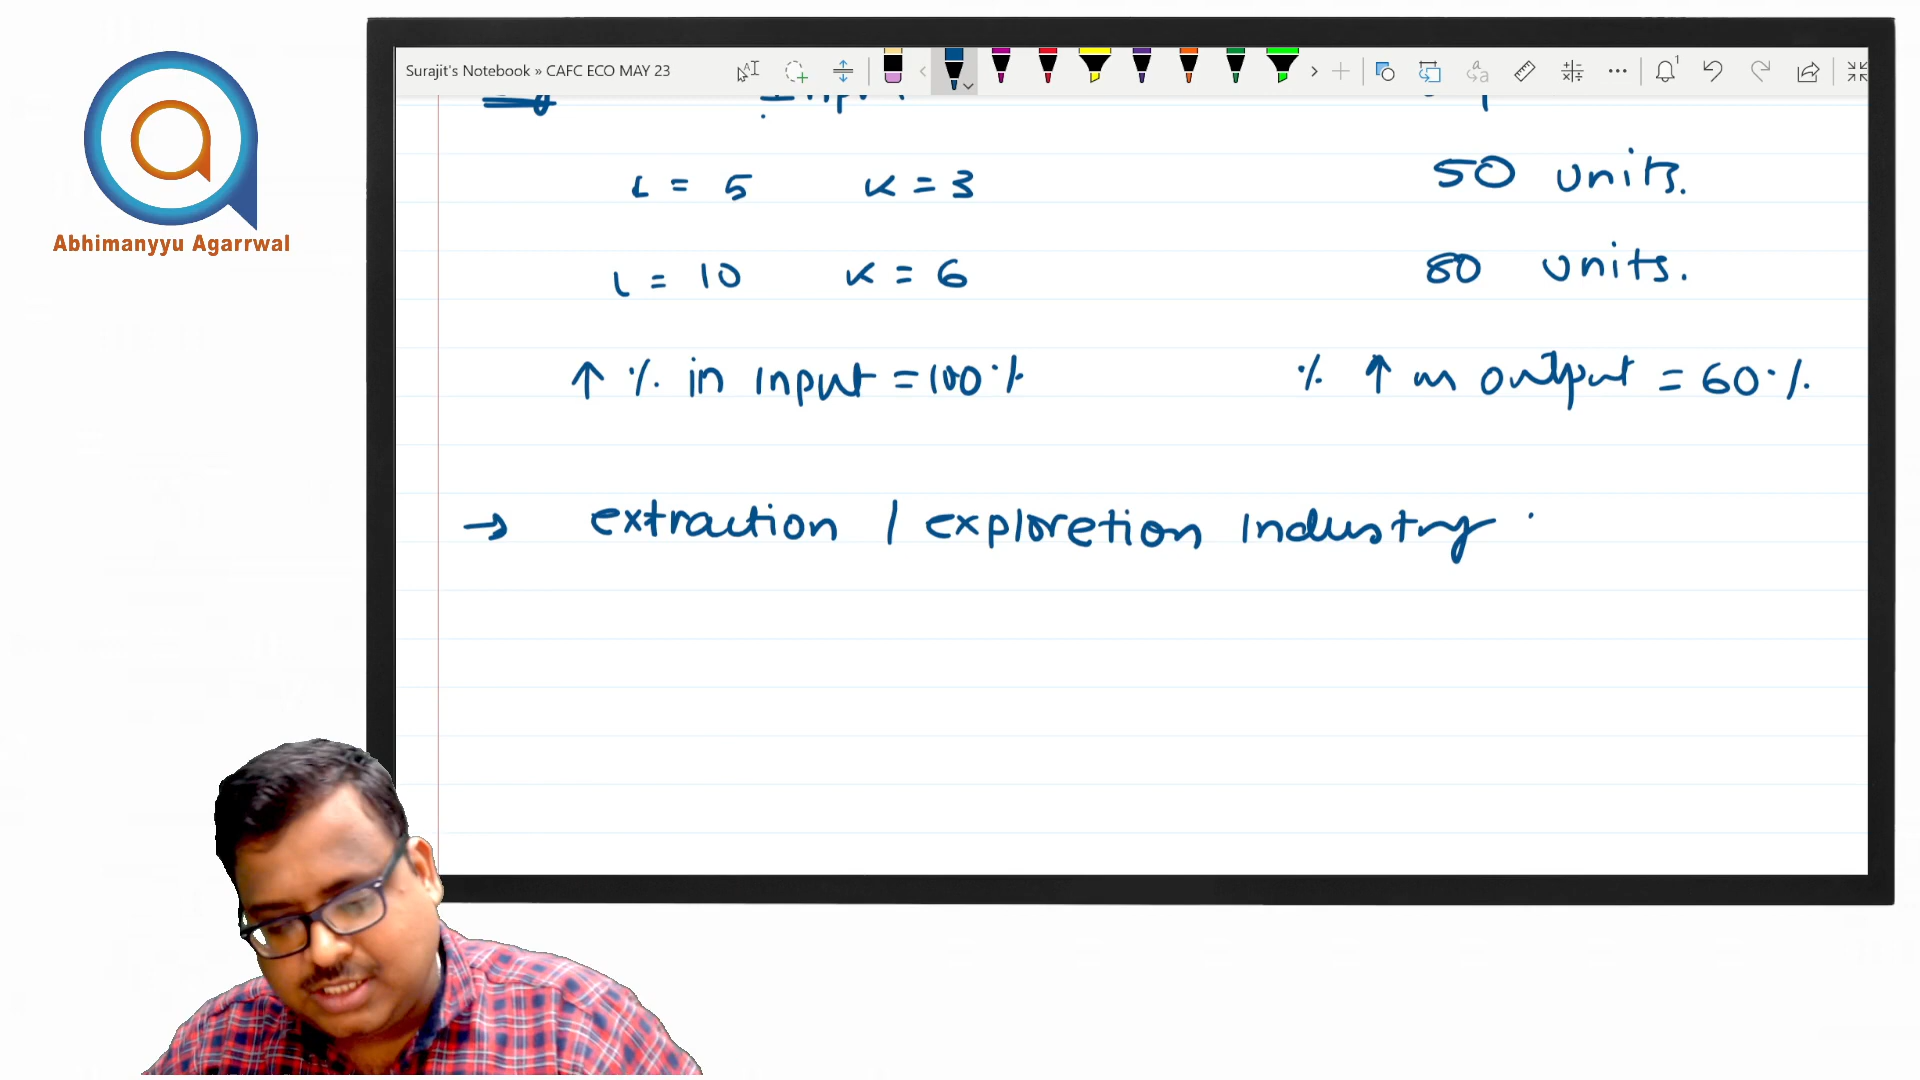 Surajit's Notebook » CAFC ECO MAY 23
Abhimanyyu Agarrwal
Input
L = 5 K = 3 50 units.
L = 10 K = 6 80 units.
↑ % in input = 100% % ↑ in output = 60%
→ extraction / exploretion industry.